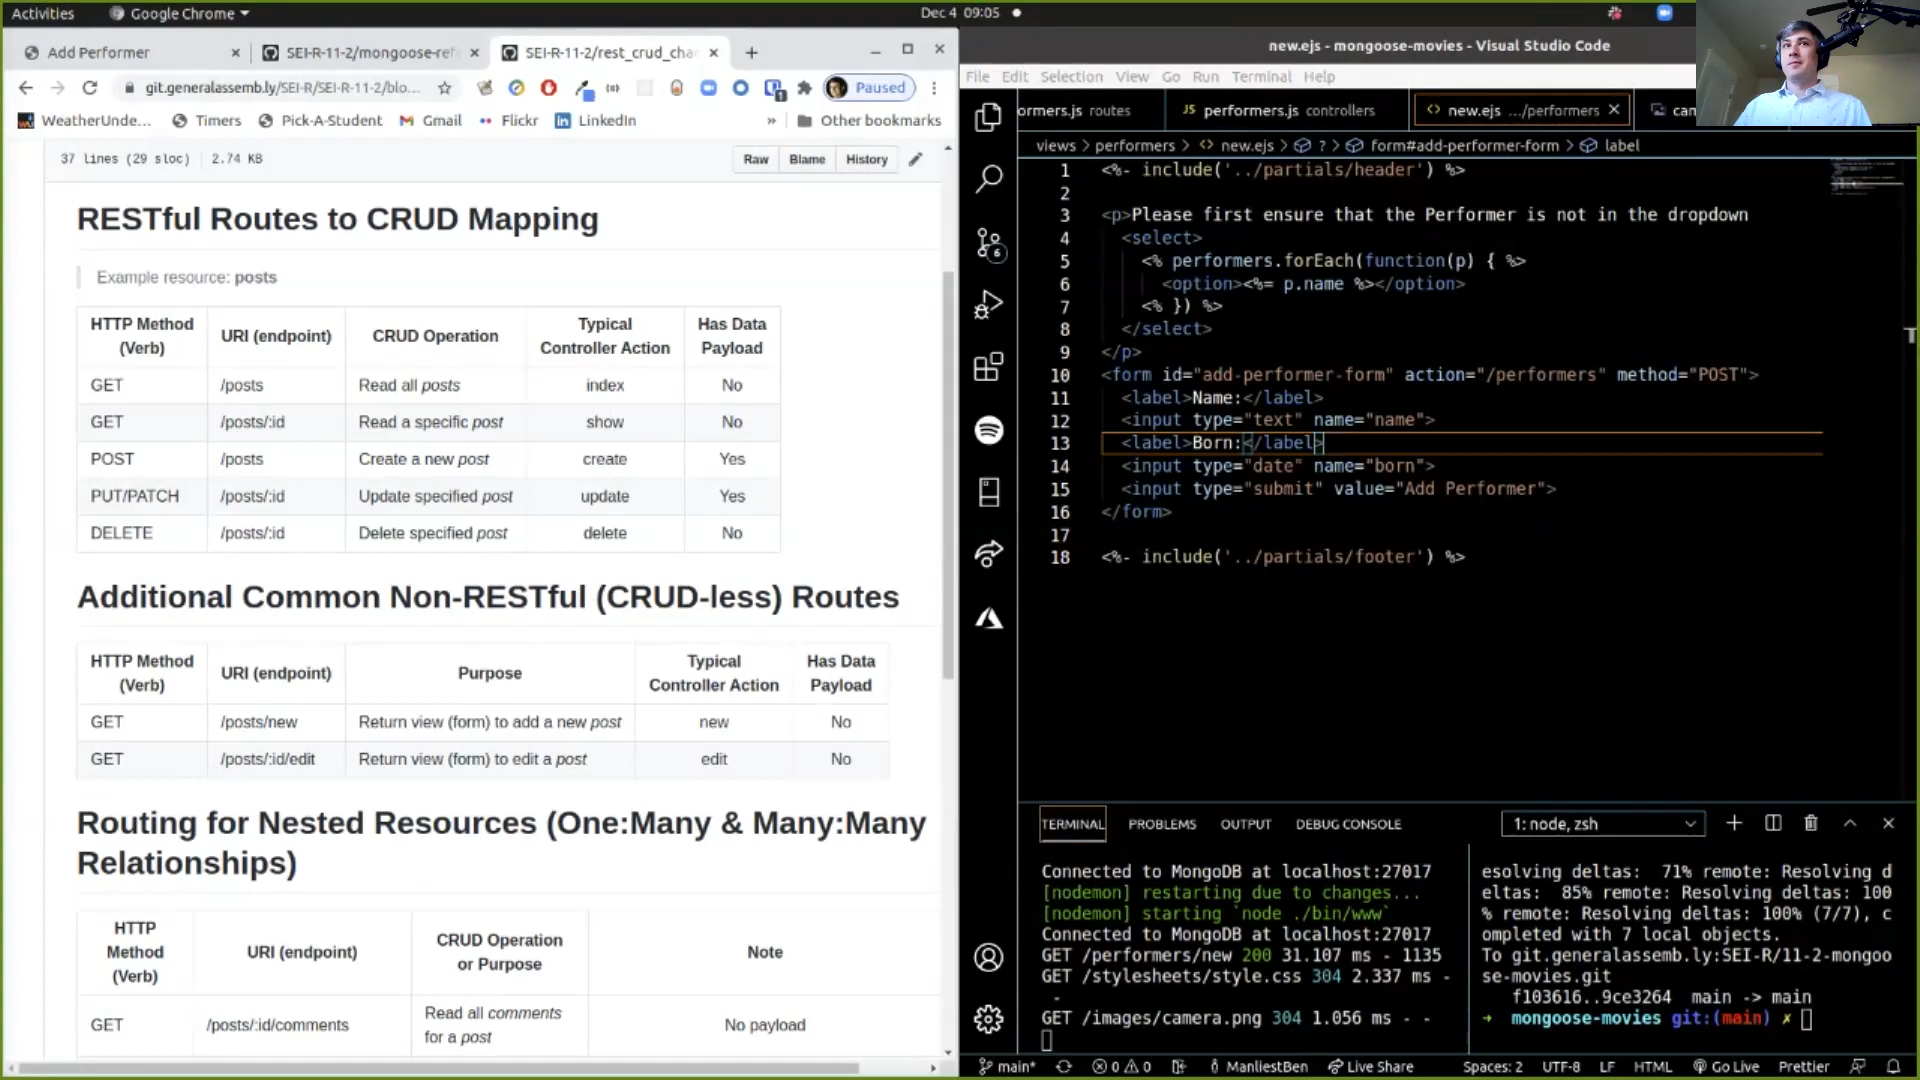 Activities
Google Chrome
Dec 4 09:05
Add Performer
SEI-R-11-2/mongoose-ref
SEI-R-11-2/rest_crud_cha
git.generalassemb.ly/SEI-R/SEI-R-11-2/blo...
1
Paused
WeatherUnde...
Timers
Pick-A-Student
Gmail
Flickr
LinkedIn
»
Other bookmarks
37 lines (29 sloc) | 2.74 KB
Raw
Blame
History
RESTful Routes to CRUD Mapping
Example resource: posts
HTTP Method (Verb) URI (endpoint) CRUD Operation Typical Controller Action Has Data Payload
GET /posts Read all posts index No
GET /posts/:id Read a specific post show No
POST /posts Create a new post create Yes
PUT/PATCH /posts/:id Update specified post update Yes
DELETE /posts/:id Delete specified post delete No
Additional Common Non-RESTful (CRUD-less) Routes
HTTP Method (Verb) URI (endpoint) Purpose Typical Controller Action Has Data Payload
GET /posts/new Return view (form) to add a new post new No
GET /posts/:id/edit Return view (form) to edit a post edit No
Routing for Nested Resources (One:Many & Many:Many
Relationships)
HTTP Method (Verb) URI (endpoint) CRUD Operation or Purpose Note
GET /posts/:id/comments Read all comments for a post No payload
new.ejs - mongoose-movies - Visual Studio Code
File Edit Selection View Go Run Terminal Help
ormers.js routes
JS performers.js controllers
<> new.ejs .../performers
can
views > performers > <> new.ejs > ? > form#add-performer-form > label
1 <%- include('../partials/header') %>
2
3 <p>Please first ensure that the Performer is not in the dropdown
4 <select>
5 <% performers.forEach(function(p) { %>
6 <option><%= p.name %></option>
7 <% }) %>
8 </select>
9 </p>
10 <form id="add-performer-form" action="/performers" method="POST">
11 <label>Name:</label>
12 <input type="text" name="name">
13 <label>Born:</label>
14 <input type="date" name="born">
15 <input type="submit" value="Add Performer">
16 </form>
17
18 <%- include('../partials/footer') %>
6
TERMINAL PROBLEMS OUTPUT DEBUG CONSOLE
1: node, zsh
Connected to MongoDB at localhost:27017
[nodemon] restarting due to changes...
[nodemon] starting `node ./bin/www`
Connected to MongoDB at localhost:27017
GET /performers/new 200 31.107 ms - 1135
GET /stylesheets/style.css 304 2.337 ms -
-
GET /images/camera.png 304 1.056 ms - -
esolving deltas: 71% remote: Resolving d
eltas: 85% remote: Resolving deltas: 100
% remote: Resolving deltas: 100% (7/7), c
ompleted with 7 local objects.
To git.generalassemb.ly:SEI-R/11-2-mongoo
se-movies.git
f103616..9ce3264 main -> main
→ mongoose-movies git:(main) ✗
main*
0 0
ManliestBen
Live Share
Spaces: 2 UTF-8 LF HTML Go Live Prettier